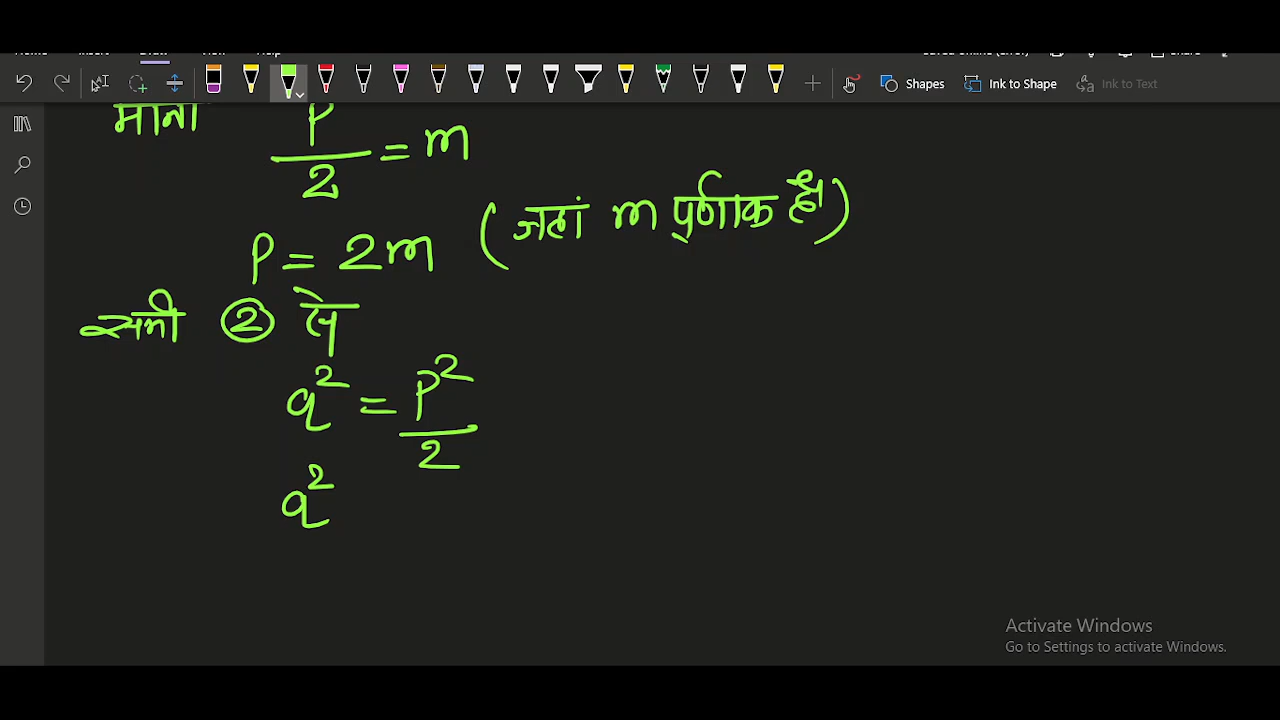 Shapes Ink to Shape Ink to Text
माना P/2 = m
P = 2m (जहां m पूर्णांक है)
समी ② से
q² = P²/2
q²
Activate Windows
Go to Settings to activate Windows.